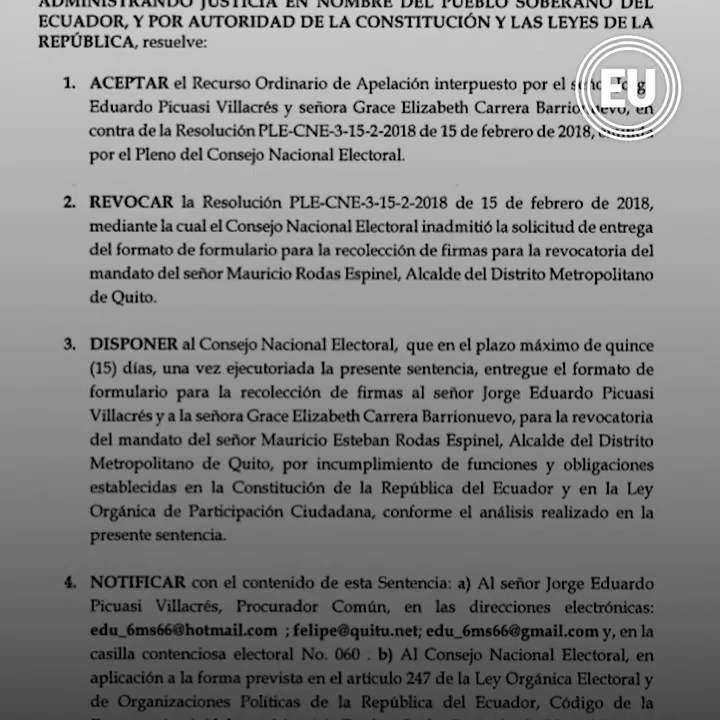 ADMINISTRANDO JUSTICIA EN NOMBRE DEL PUEBLO SOBERANO DEL
ECUADOR, Y POR AUTORIDAD DE LA CONSTITUCIÓN Y LAS LEYES DE LA
REPÚBLICA, resuelve:
EU
1. ACEPTAR el Recurso Ordinario de Apelación interpuesto por el señor Jorge
Eduardo Picuasi Villacrés y señora Grace Elizabeth Carrera Barrionuevo, en
contra de la Resolución PLE-CNE-3-15-2-2018 de 15 de febrero de 2018,
por el Pleno del Consejo Nacional Electoral.
2. REVOCAR la Resolución PLE-CNE-3-15-2-2018 de 15 de febrero de 2018,
mediante la cual el Consejo Nacional Electoral inadmitió la solicitud de entrega
del formato de formulario para la recolección de firmas para la revocatoria del
mandato del señor Mauricio Rodas Espinel, Alcalde del Distrito Metropolitano
de Quito.
3. DISPONER al Consejo Nacional Electoral, que en el plazo máximo de quince
(15) días, una vez ejecutoriada la presente sentencia, entregue el formato de
formulario para la recolección de firmas al señor Jorge Eduardo Picuasi
Villacrés y a la señora Grace Elizabeth Carrera Barrionuevo, para la revocatoria
del mandato del señor Mauricio Esteban Rodas Espinel, Alcalde del Distrito
Metropolitano de Quito, por incumplimiento de funciones y obligaciones
establecidas en la Constitución de la República del Ecuador y en la Ley
Orgánica de Participación Ciudadana, conforme el análisis realizado en la
presente sentencia.
4. NOTIFICAR con el contenido de esta Sentencia: a) Al señor Jorge Eduardo
Picuasi Villacrés, Procurador Común, en las direcciones electrónicas:
edu_6ms66@hotmail.com ; felipe@quitu.net; edu_6ms66@gmail.com y, en la
casilla contenciosa electoral No. 060 . b) Al Consejo Nacional Electoral, en
aplicación a la forma prevista en el artículo 247 de la Ley Orgánica Electoral y
de Organizaciones Políticas de la República del Ecuador, Código de la